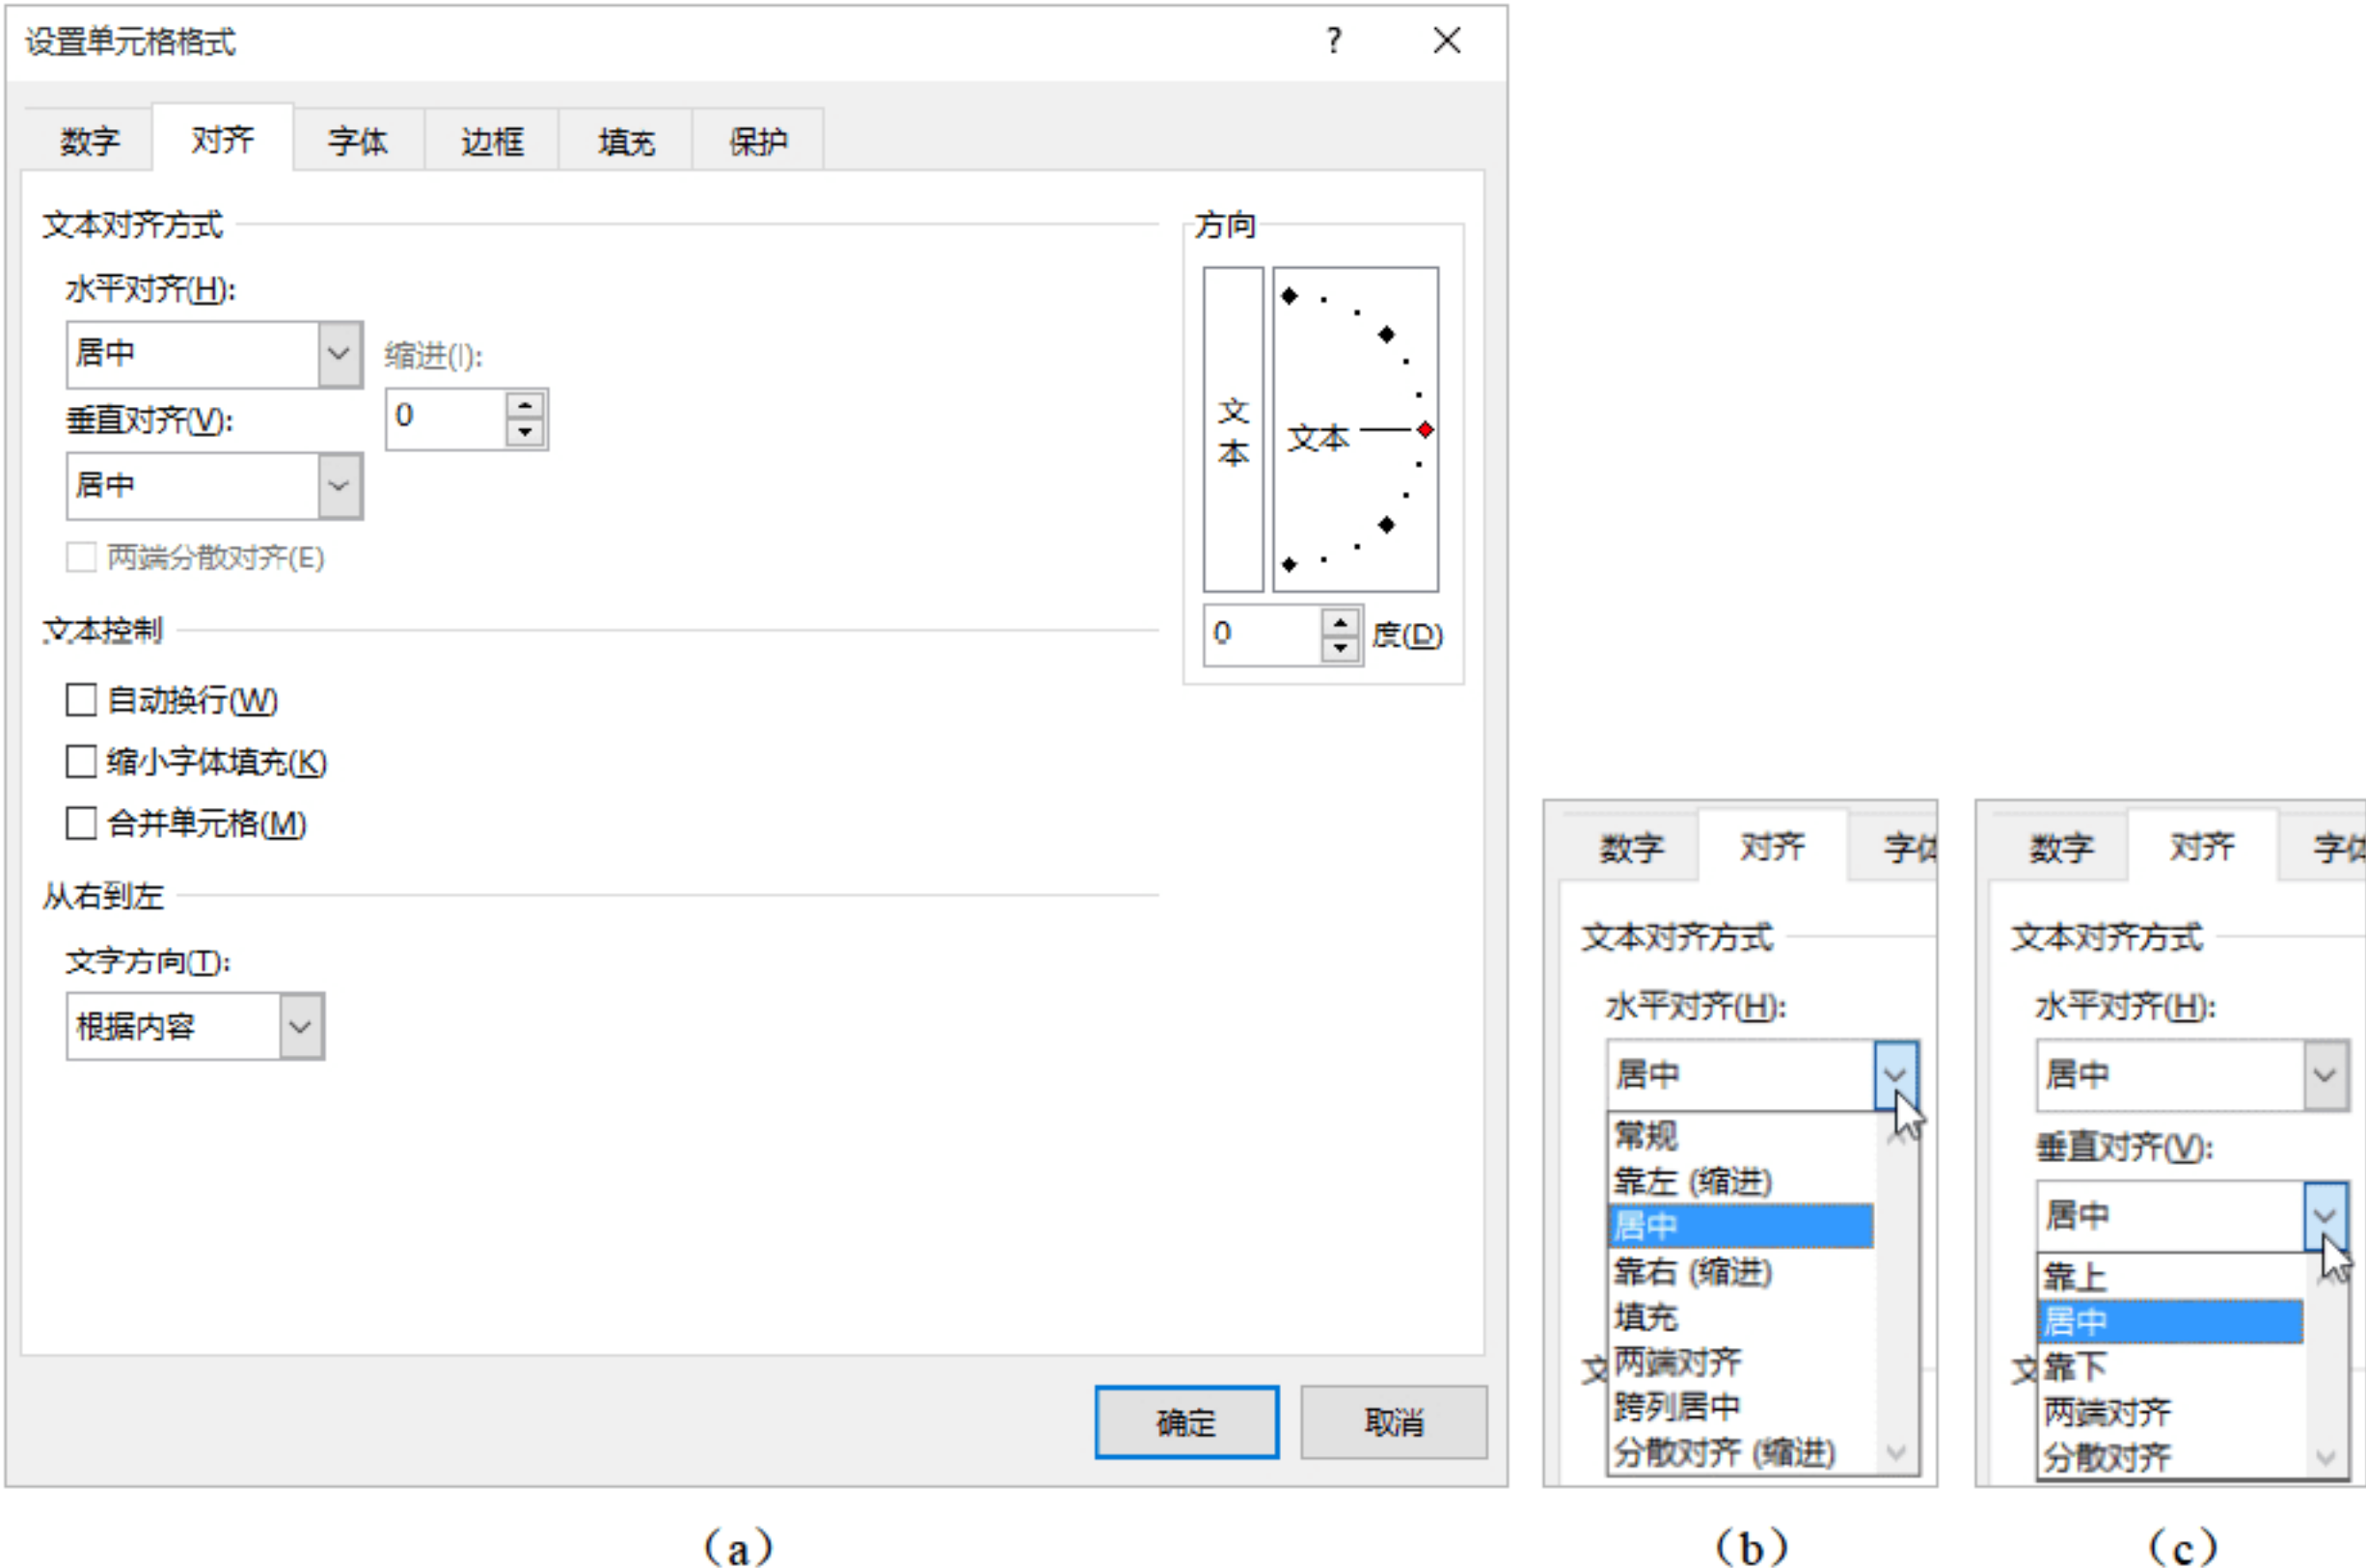 设置单元格格式
?
数字 对齐 字体 边框 填充 保护
文本对齐方式
水平对齐(H):
居中
缩进(I):
0
垂直对齐(V):
居中
两端分散对齐(E)
文本控制
自动换行(W)
缩小字体填充(K)
合并单元格(M)
从右到左
文字方向(T):
根据内容
方向
文本
文本
0 度(D)
确定 取消
(a)
数字 对齐 字体
文本对齐方式
水平对齐(H):
居中
常规
靠左 (缩进)
居中
靠右 (缩进)
填充
文 两端对齐
跨列居中
分散对齐 (缩进)
(b)
数字 对齐 字体
文本对齐方式
水平对齐(H):
居中
垂直对齐(V):
居中
靠上
居中
文 靠下
两端对齐
分散对齐
(c)